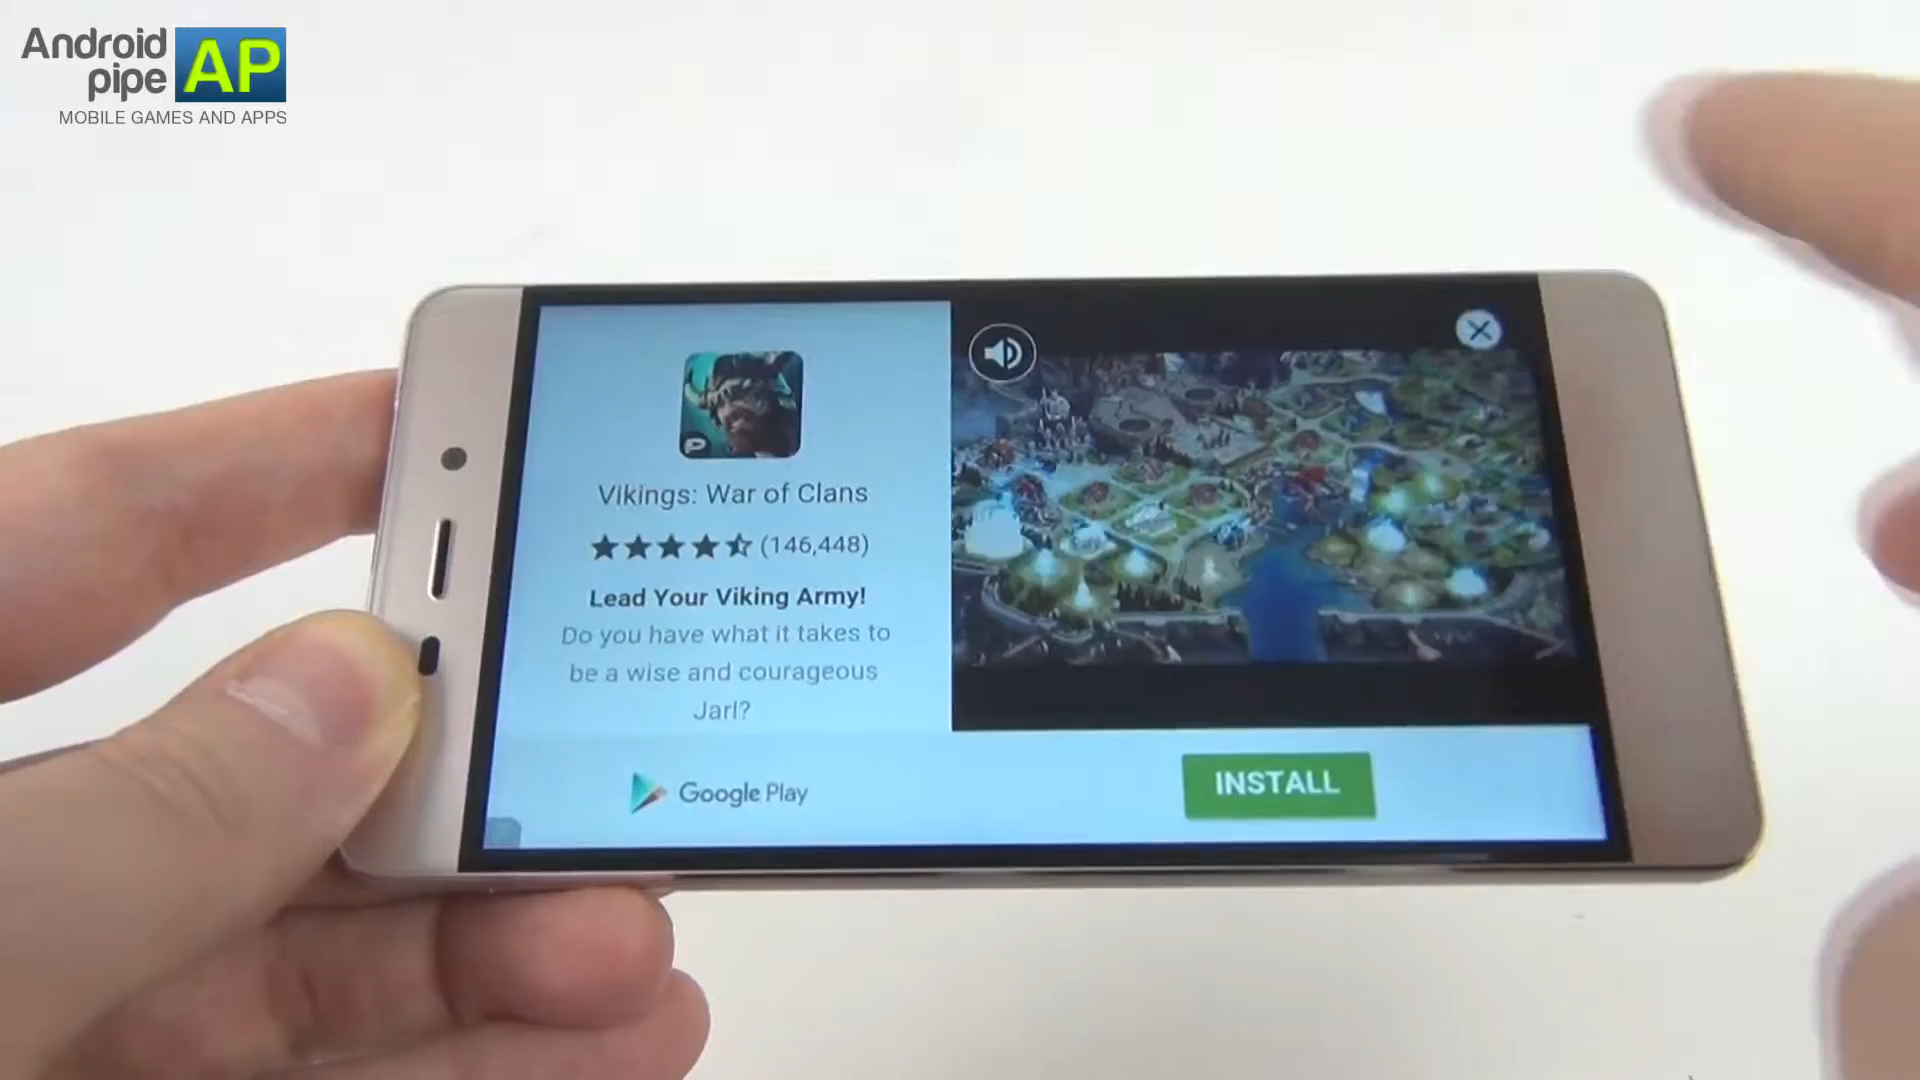 Android
pipe
AP
MOBILE GAMES AND APPS
Vikings: War of Clans
(146,448)
Lead Your Viking Army!
Do you have what it takes to
be a wise and courageous
Jarl?
Google Play
INSTALL